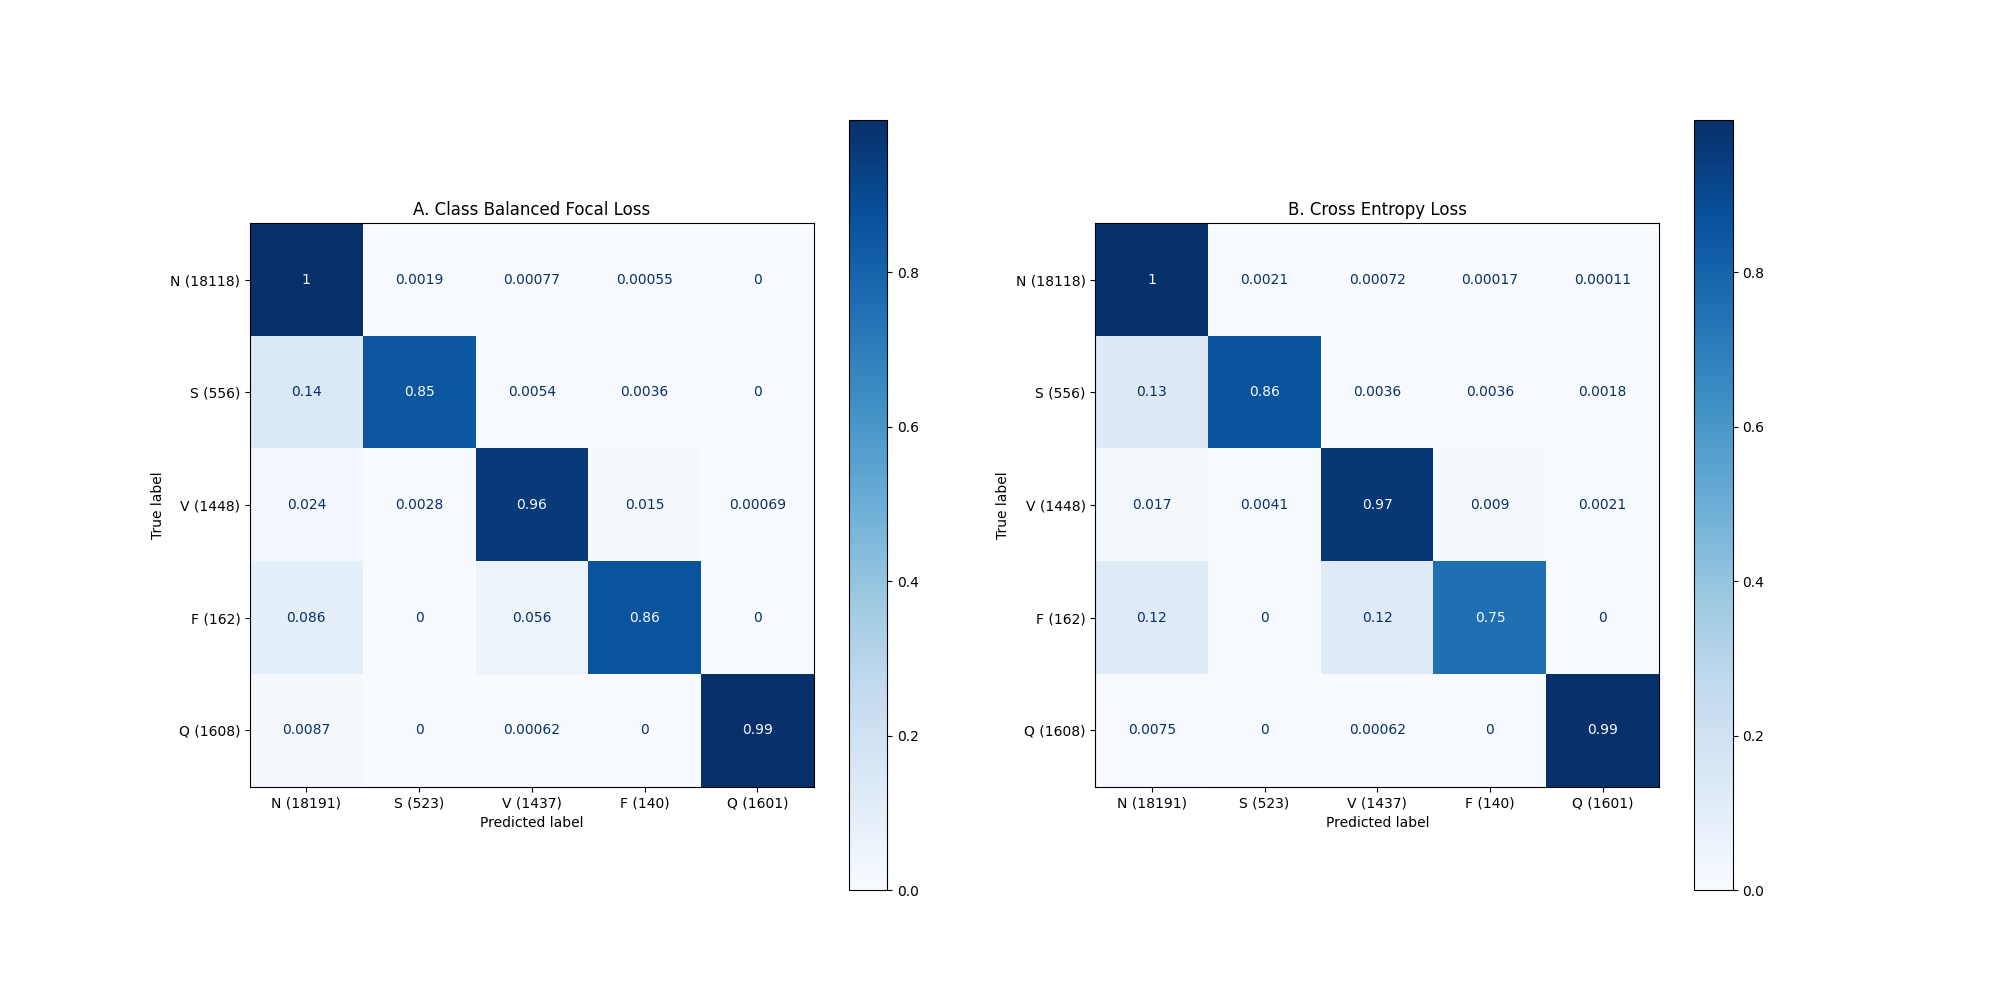 A. Class Balanced Focal Loss
N (18118) 1 0.0019 0.00077 0.00055 0
S (556) 0.14 0.85 0.0054 0.0036 0
V (1448) 0.024 0.0028 0.96 0.015 0.00069
F (162) 0.086 0 0.056 0.86 0
Q (1608) 0.0087 0 0.00062 0 0.99
N (18191) S (523) V (1437) F (140) Q (1601)
Predicted label
True label
0.8
0.6
0.4
0.2
0.0
B. Cross Entropy Loss
N (18118) 1 0.0021 0.00072 0.00017 0.00011
S (556) 0.13 0.86 0.0036 0.0036 0.0018
V (1448) 0.017 0.0041 0.97 0.009 0.0021
F (162) 0.12 0 0.12 0.75 0
Q (1608) 0.0075 0 0.00062 0 0.99
N (18191) S (523) V (1437) F (140) Q (1601)
Predicted label
True label
0.8
0.6
0.4
0.2
0.0